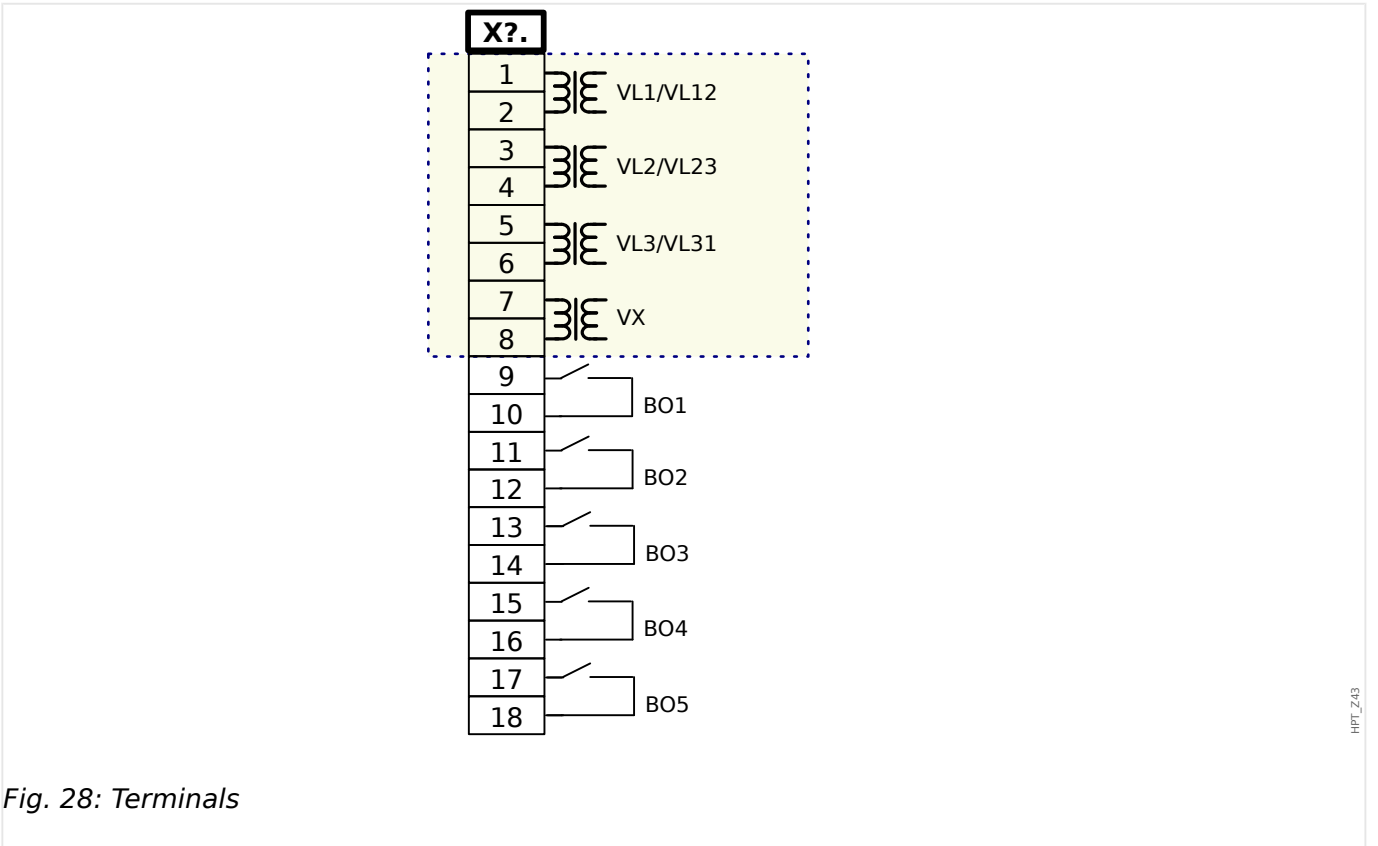 X?.
1
VL1/VL12
2
3
VL2/VL23
4
5
VL3/VL31
6
7
VX
8
9
BO1
10
11
BO2
12
13
BO3
14
15
BO4
16
17
BO5
18
HPT_Z43
Fig. 28: Terminals